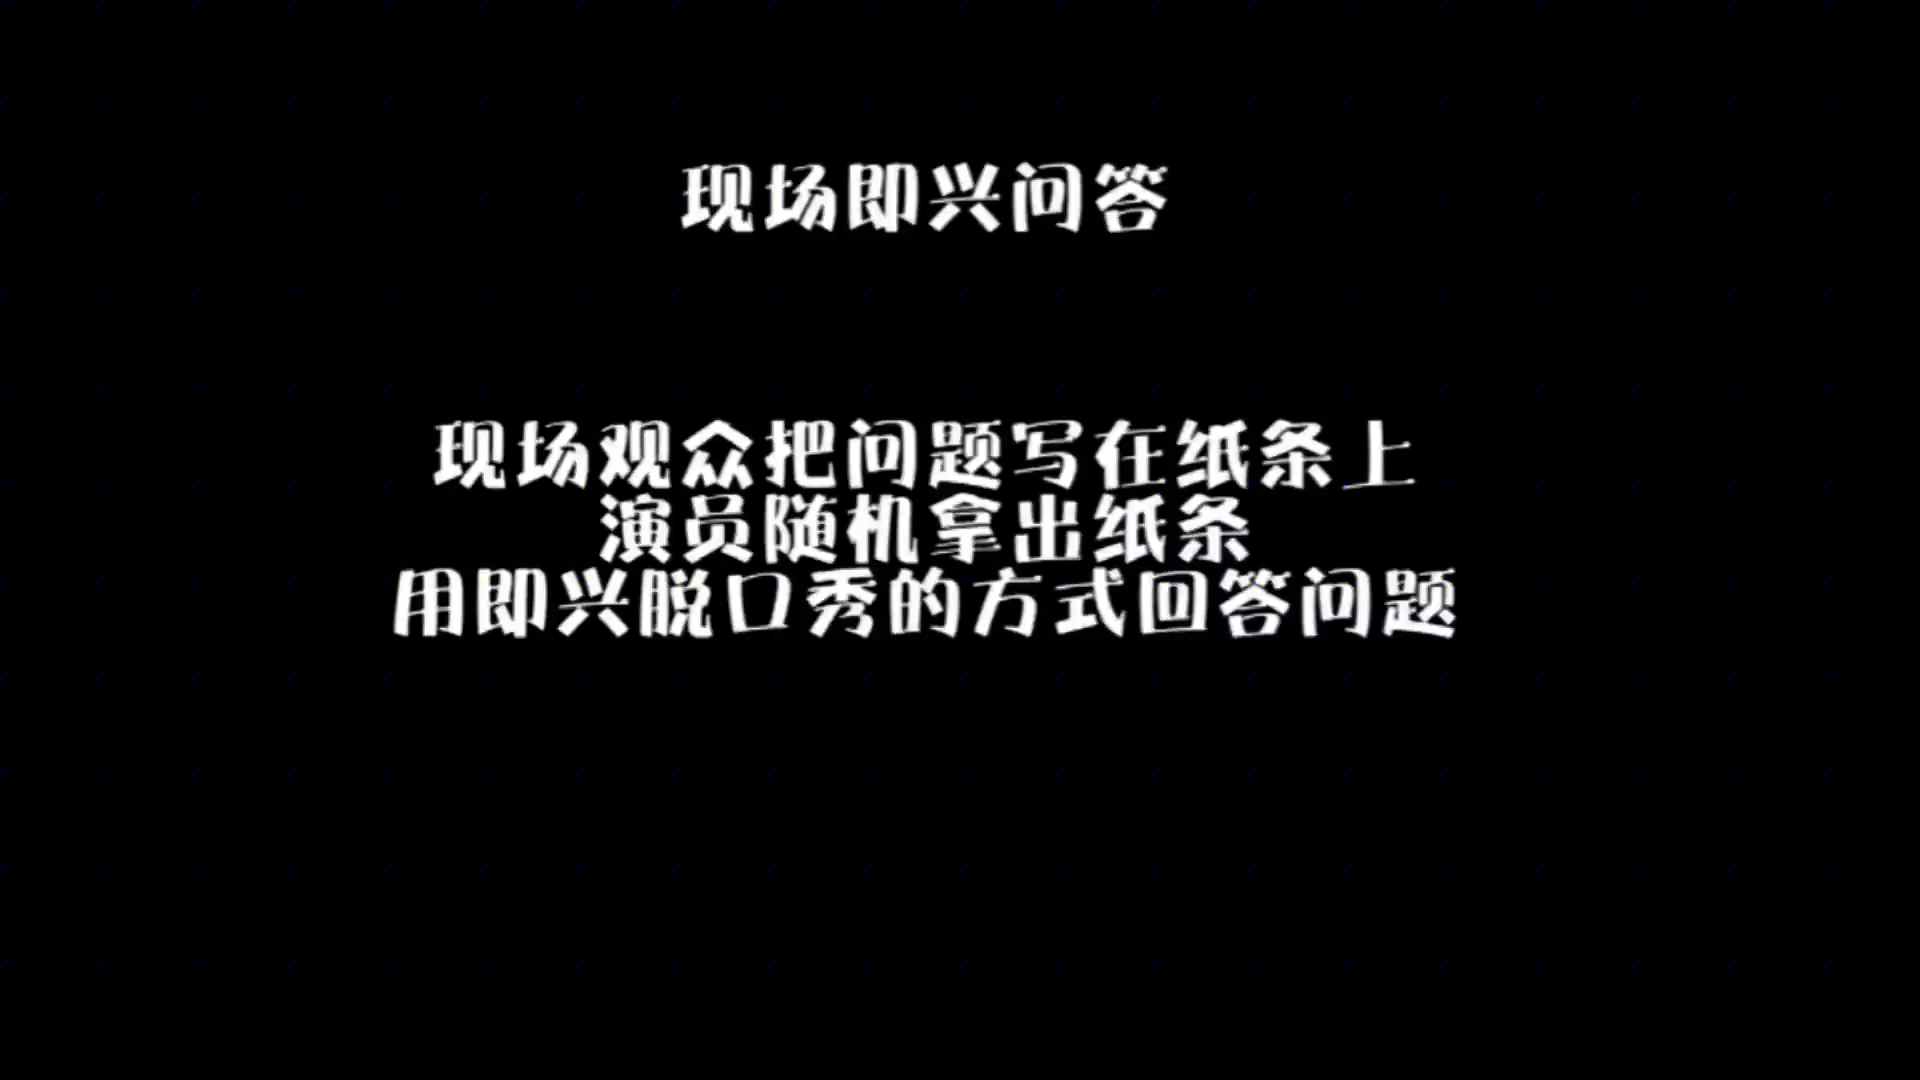 现场即兴问答
现场观众把问题写在纸条上
演员随机拿出纸条
用即兴脱口秀的方式回答问题